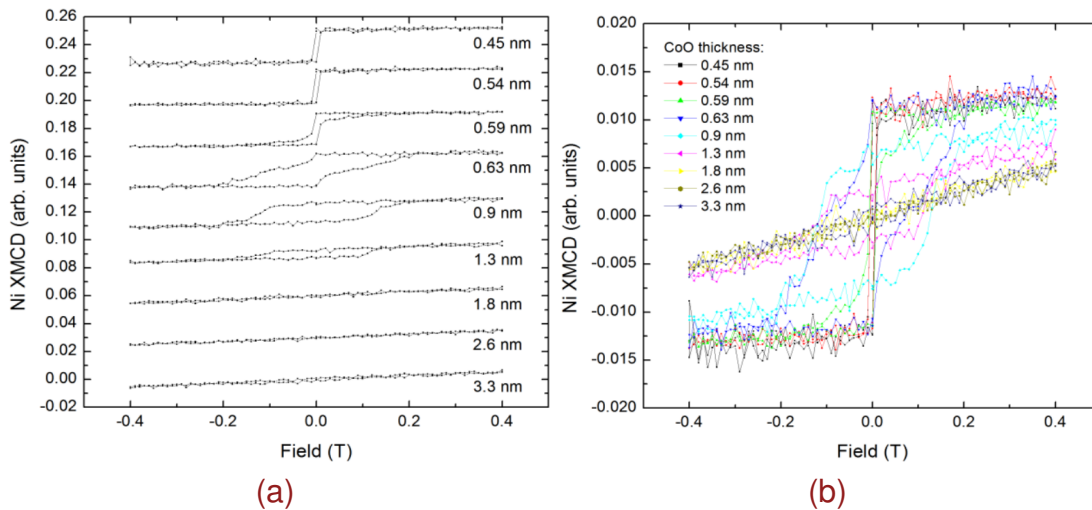 0.26
0.24
0.22
0.20
0.18
0.16
0.14
0.12
0.10
0.08
0.06
0.04
0.02
0.00
-0.02
Ni XMCD (arb. units)
0.45 nm
0.54 nm
0.59 nm
0.63 nm
0.9 nm
1.3 nm
1.8 nm
2.6 nm
3.3 nm
-0.4 -0.2 0.0 0.2 0.4
Field (T)
(a)
0.020
0.015
0.010
0.005
0.000
-0.005
-0.010
-0.015
-0.020
Ni XMCD (arb. units)
CoO thickness:
0.45 nm
0.54 nm
0.59 nm
0.63 nm
0.9 nm
1.3 nm
1.8 nm
2.6 nm
3.3 nm
-0.4 -0.2 0.0 0.2 0.4
Field (T)
(b)